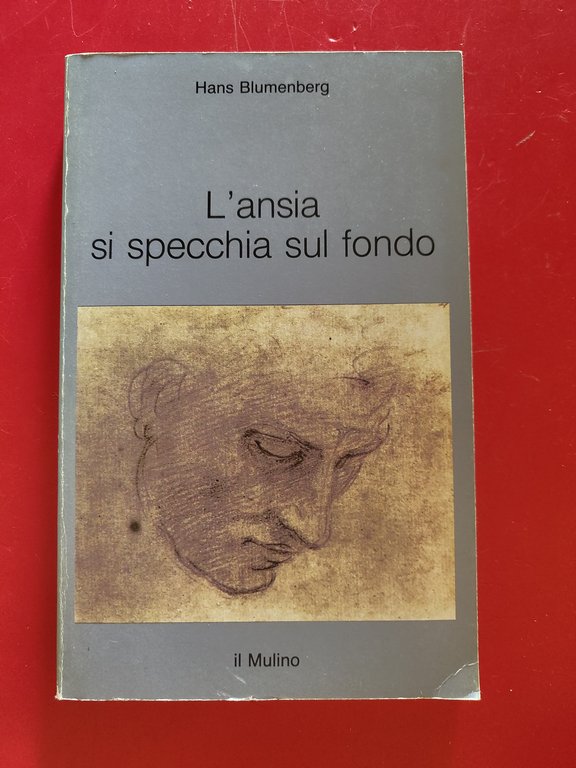 Hans Blumenberg
L'ansia
si specchia sul fondo
il Mulino